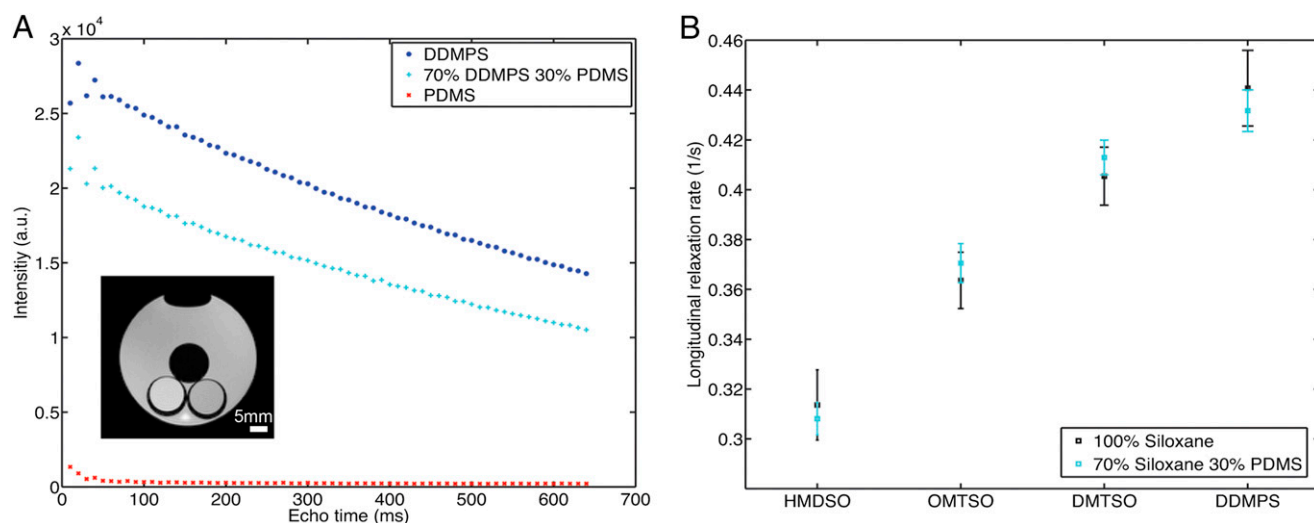 A
x 10^4
3
2.5
2
1.5
1
0.5
0
0
100
200
300
400
500
600
700
Intensitiy (a.u.)
Echo time (ms)
DDMPS
70% DDMPS 30% PDMS
PDMS
5mm
B
0.46
0.44
0.42
0.4
0.38
0.36
0.34
0.32
0.3
Longitudinal relaxation rate (1/s)
100% Siloxane
70% Siloxane 30% PDMS
HMDSO
OMTSO
DMTSO
DDMPS